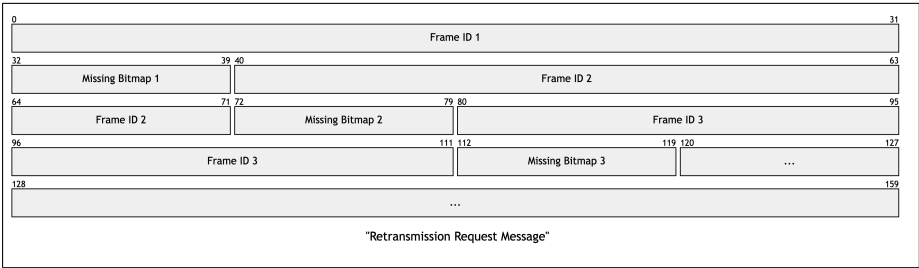 0 31
Frame ID 1
32 39 40 63
Missing Bitmap 1 Frame ID 2
64 71 72 79 80 95
Frame ID 2 Missing Bitmap 2 Frame ID 3
96 111 112 119 120 127
Frame ID 3 Missing Bitmap 3 ...
128 159
...
"Retransmission Request Message"